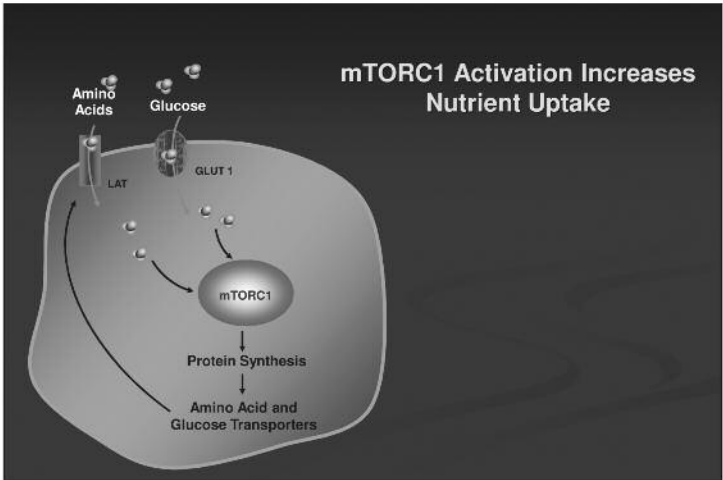 mTORC1 Activation Increases
Nutrient Uptake
Amino
Acids
Glucose
LAT
GLUT 1
mTORC1
Protein Synthesis
Amino Acid and
Glucose Transporters